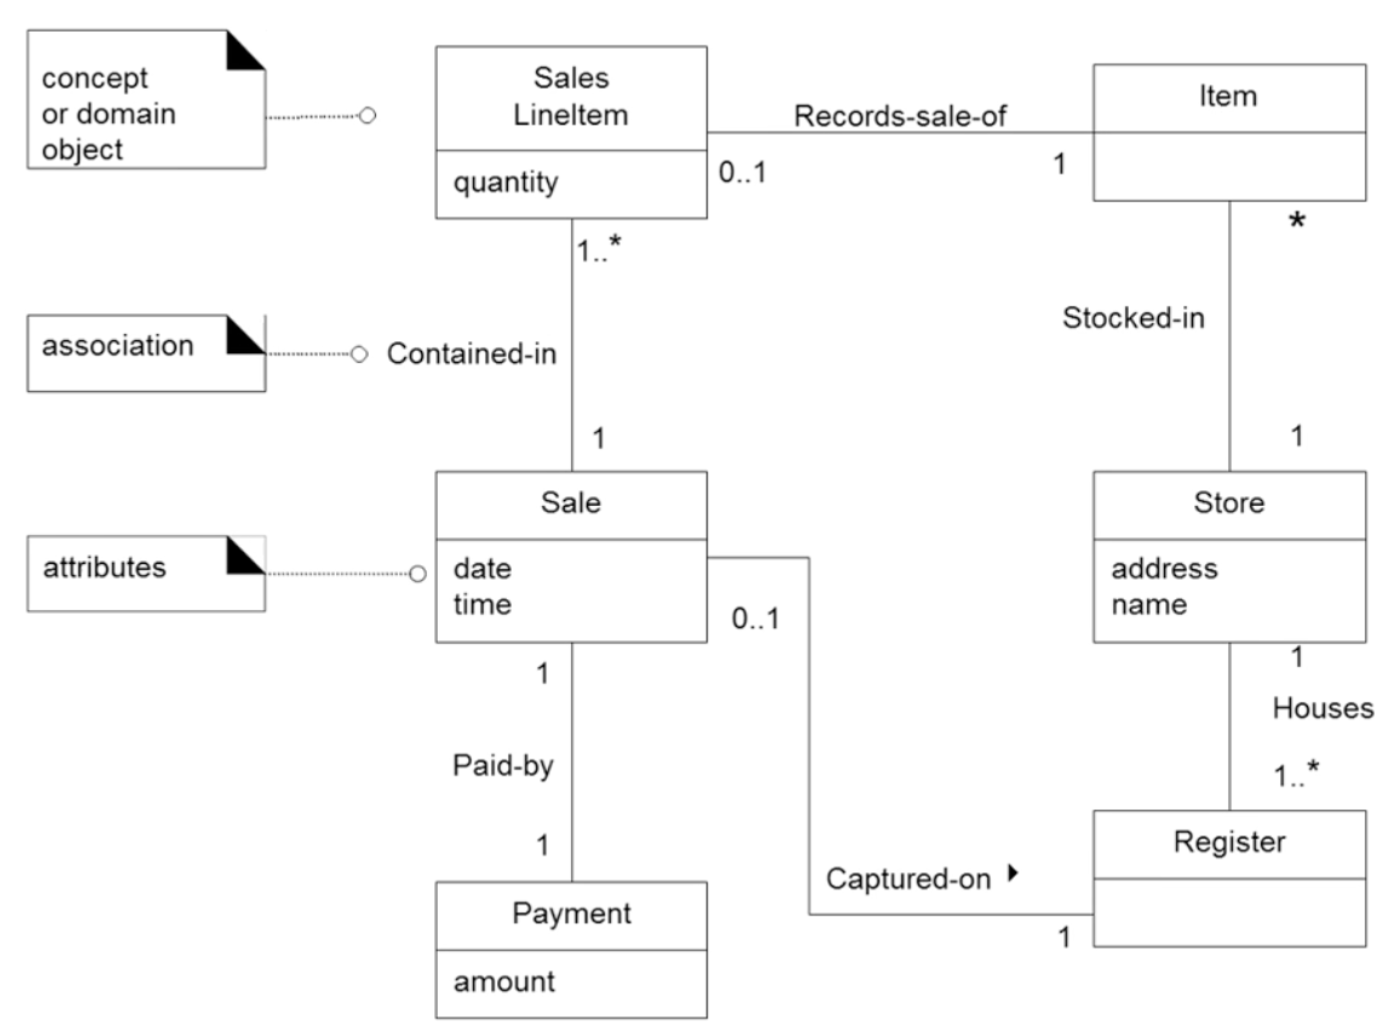 concept
or domain
object
Sales
LineItem
quantity
Records-sale-of
0..1
1
Item
*
1..*
association
Contained-in
Stocked-in
1
1
attributes
Sale
date
time
0..1
Store
address
name
1
1
Houses
Paid-by
1..*
1
Captured-on
Register
1
Payment
amount